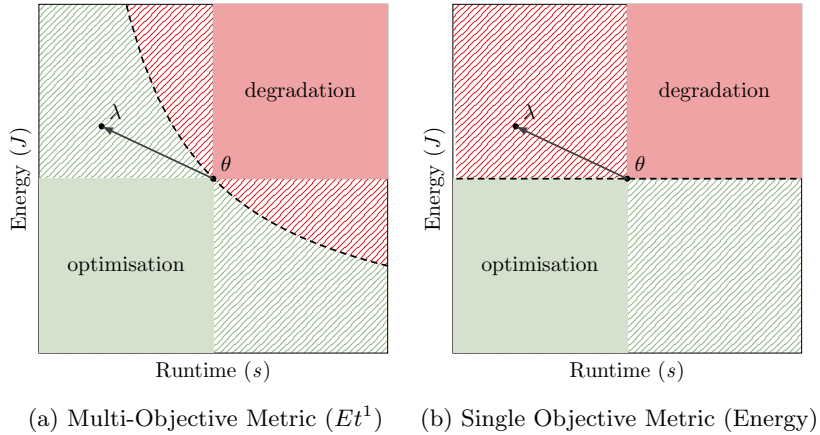 degradation
λ
θ
optimisation
Energy (J)
Runtime (s)
(a) Multi-Objective Metric (Et¹)
degradation
λ
θ
optimisation
Energy (J)
Runtime (s)
(b) Single Objective Metric (Energy)